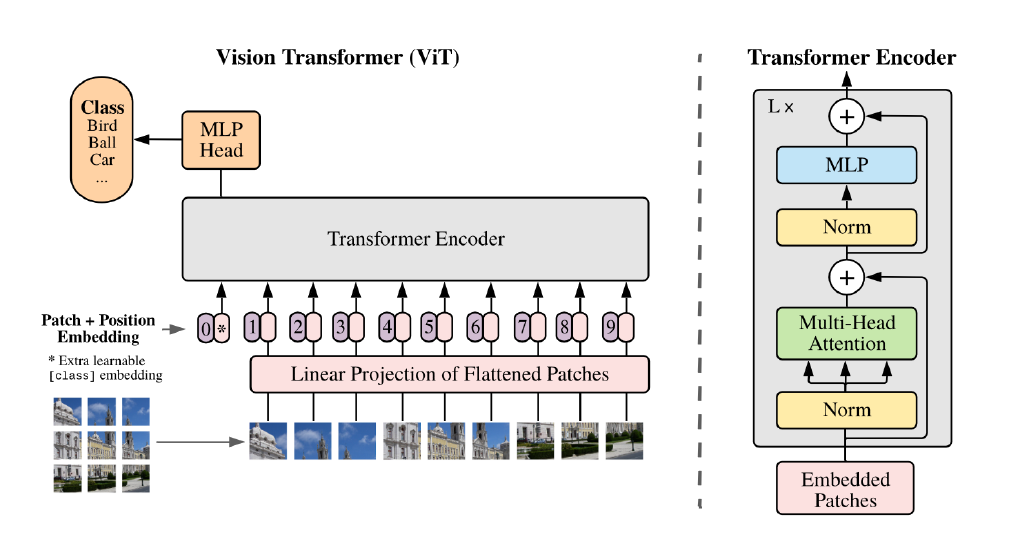 Vision Transformer (ViT)
Class
Bird
Ball
Car
...
MLP
Head
Transformer Encoder
Patch + Position
Embedding
* Extra learnable
[class] embedding
0 * 1 2 3 4 5 6 7 8 9
Linear Projection of Flattened Patches
Transformer Encoder
L x
+
MLP
Norm
+
Multi-Head
Attention
Norm
Embedded
Patches